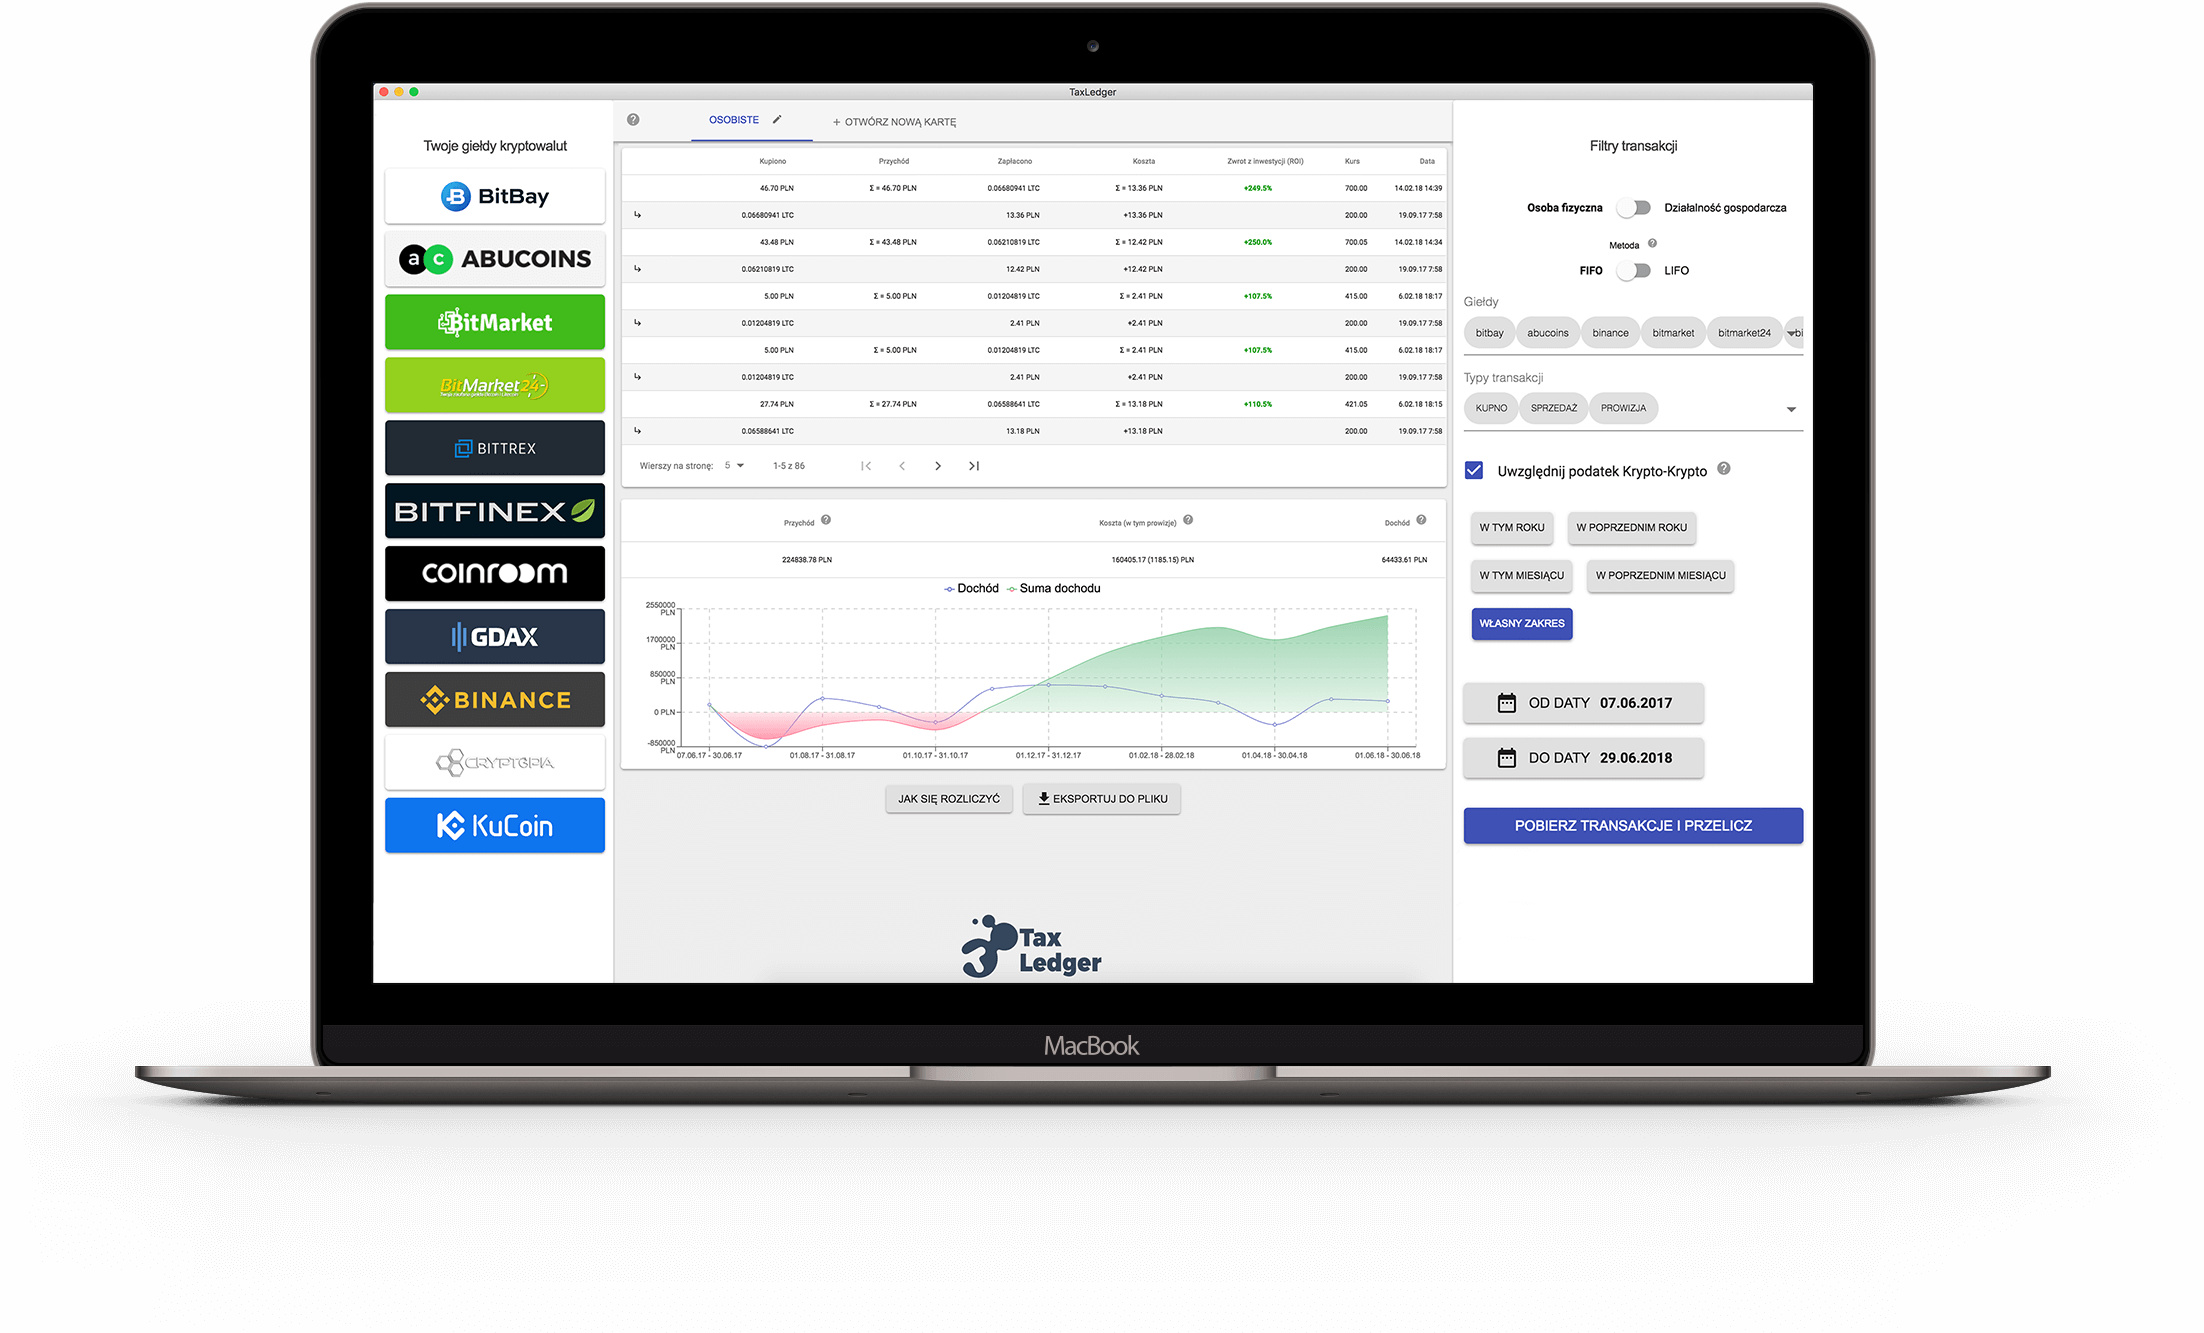 TaxLedger
Twoje giełdy kryptowalut
BitBay
ac ABUCOINS
BitMarket
BitMarket24
BITTREX
BITFINEX
coinroom
GDAX
BINANCE
CRYPTOPIA
KuCoin
OSOBISTE
+ OTWÓRZ NOWĄ KARTĘ
Kupiono Przychód Zapłacono Koszta Zwrot z inwestycji (ROI) Kurs Data
46.70 PLN Σ = 46.70 PLN 0.06680941 LTC Σ = 13.36 PLN +249.5% 700.00 14.02.18 14:39
↳ 0.06680941 LTC 13.36 PLN +13.36 PLN 200.00 19.09.17 7:58
43.48 PLN Σ = 43.48 PLN 0.06210819 LTC Σ = 12.42 PLN +250.0% 700.05 14.02.18 14:34
↳ 0.06210819 LTC 12.42 PLN +12.42 PLN 200.00 19.09.17 7:58
5.00 PLN Σ = 5.00 PLN 0.01204819 LTC Σ = 2.41 PLN +107.5% 415.00 6.02.18 18:17
↳ 0.01204819 LTC 2.41 PLN +2.41 PLN 200.00 19.09.17 7:58
5.00 PLN Σ = 5.00 PLN 0.01204819 LTC Σ = 2.41 PLN +107.5% 415.00 6.02.18 18:17
↳ 0.01204819 LTC 2.41 PLN +2.41 PLN 200.00 19.09.17 7:58
27.74 PLN Σ = 27.74 PLN 0.06588641 LTC Σ = 13.18 PLN +110.5% 421.05 6.02.18 18:15
↳ 0.06588641 LTC 13.18 PLN +13.18 PLN 200.00 19.09.17 7:58
Wierszy na stronę: 5 1-5 z 86
Przychód Koszta (w tym prowizje) Dochód
224838.78 PLN 160405.17 (1185.15) PLN 64433.61 PLN
Dochód Suma dochodu
2550000 PLN
1700000 PLN
850000 PLN
0 PLN
-850000 PLN
07.06.17 - 30.06.17 01.08.17 - 31.08.17 01.10.17 - 31.10.17 01.12.17 - 31.12.17 01.02.18 - 28.02.18 01.04.18 - 30.04.18 01.06.18 - 30.06.18
JAK SIĘ ROZLICZYĆ
EKSPORTUJ DO PLIKU
Tax
Ledger
Filtry transakcji
Osoba fizyczna Działalność gospodarcza
Metoda
FIFO LIFO
Giełdy
bitbay abucoins binance bitmarket bitmarket24 bi
Typy transakcji
KUPNO SPRZEDAŻ PROWIZJA
Uwzględnij podatek Krypto-Krypto
W TYM ROKU W POPRZEDNIM ROKU
W TYM MIESIĄCU W POPRZEDNIM MIESIĄCU
WŁASNY ZAKRES
OD DATY 07.06.2017
DO DATY 29.06.2018
POBIERZ TRANSAKCJE I PRZELICZ
MacBook